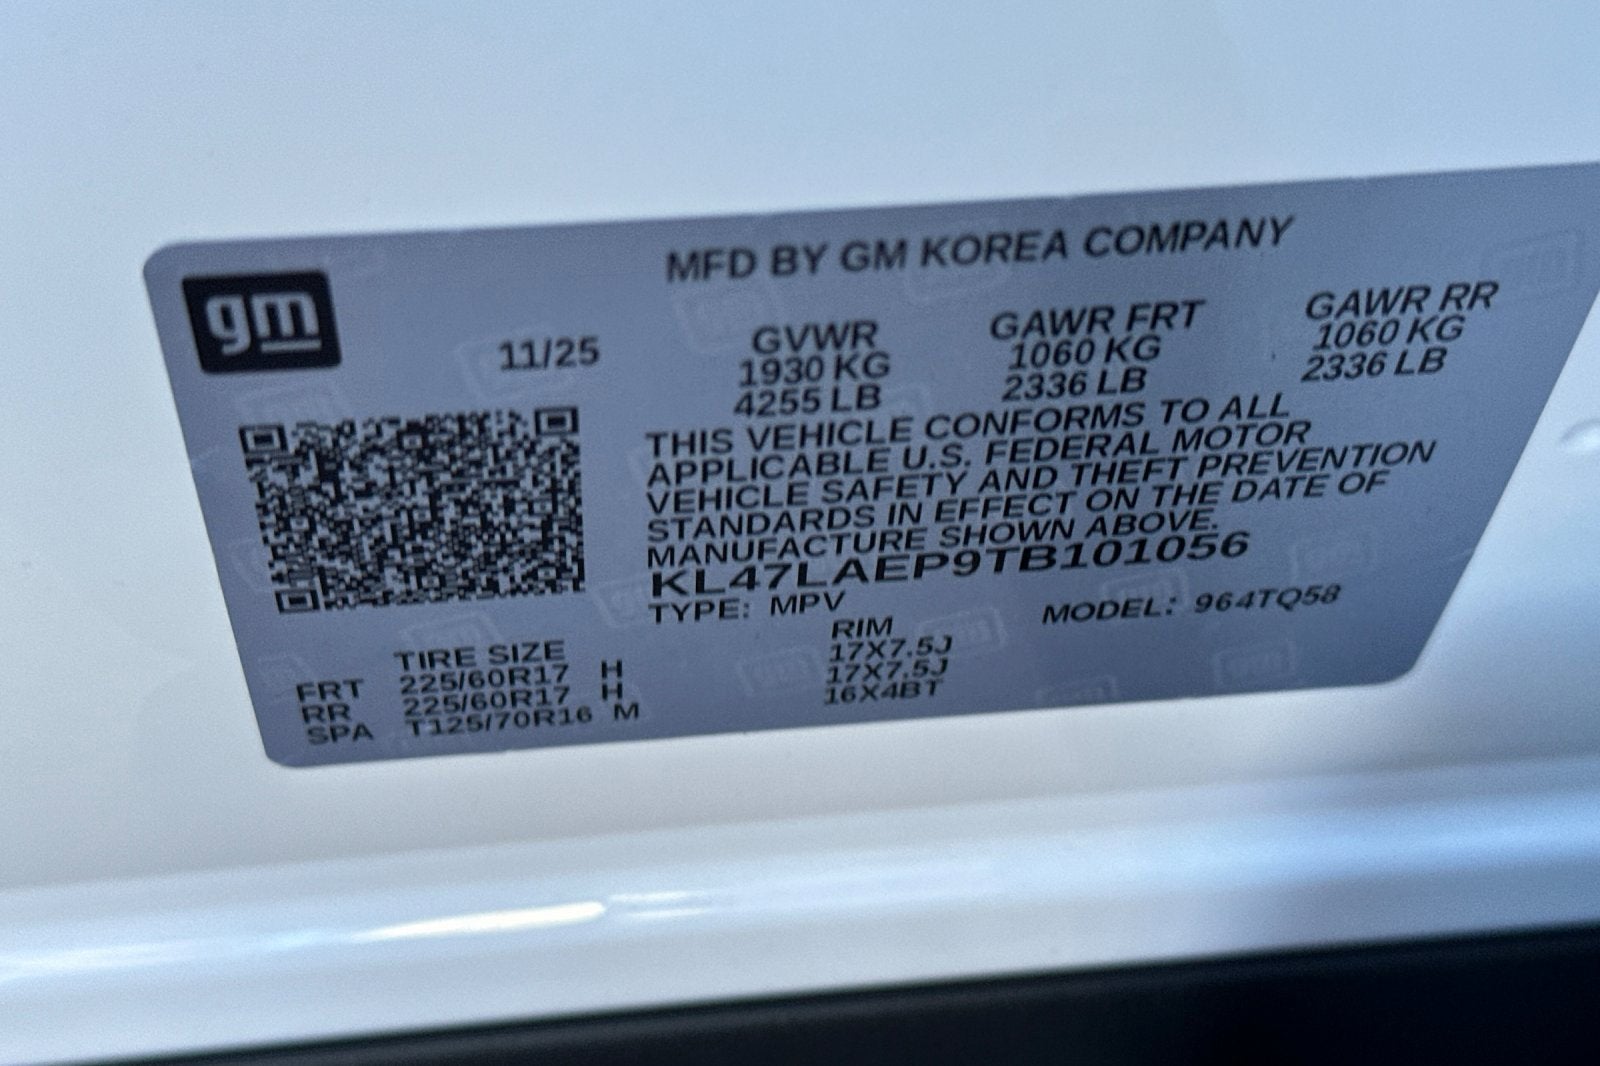 gm
MFD BY GM KOREA COMPANY
11/25
GVWR GAWR FRT GAWR RR
1930 KG 1060 KG 1060 KG
4255 LB 2336 LB 2336 LB
THIS VEHICLE CONFORMS TO ALL
APPLICABLE U.S. FEDERAL MOTOR
VEHICLE SAFETY AND THEFT PREVENTION
STANDARDS IN EFFECT ON THE DATE OF
MANUFACTURE SHOWN ABOVE.
KL47LAEP9TB101056
TYPE: MPV MODEL: 964TQ58
TIRE SIZE RIM
FRT 225/60R17 H 17X7.5J
RR 225/60R17 H 17X7.5J
SPA T125/70R16 M 16X4BT